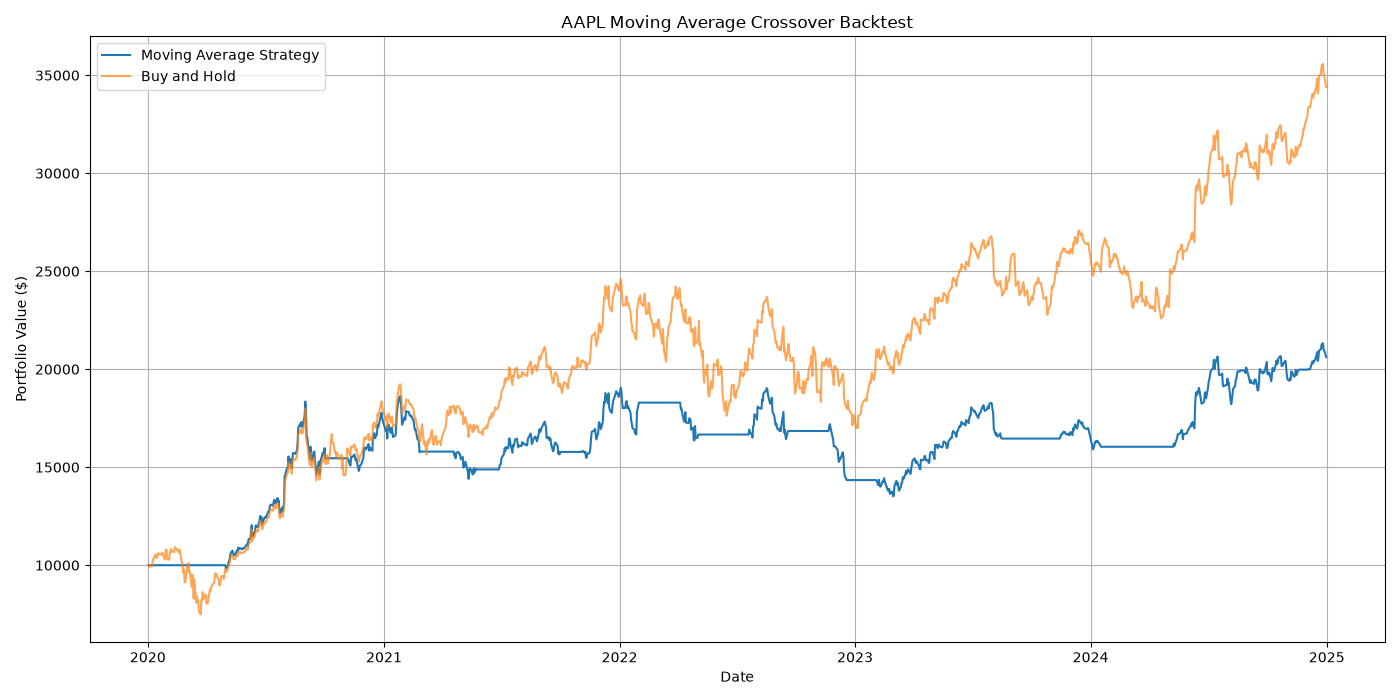 AAPL Moving Average Crossover Backtest
Moving Average Strategy
Buy and Hold
Portfolio Value ($)
35000
30000
25000
20000
15000
10000
2020
2021
2022
2023
2024
2025
Date